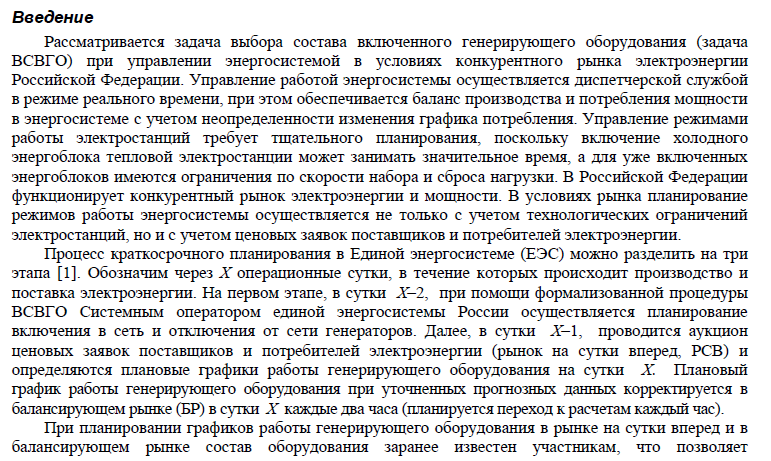 Введение
Рассматривается задача выбора состава включенного генерирующего оборудования (задача
ВСВГО) при управлении энергосистемой в условиях конкурентного рынка электроэнергии
Российской Федерации. Управление работой энергосистемы осуществляется диспетчерской службой
в режиме реального времени, при этом обеспечивается баланс производства и потребления мощности
в энергосистеме с учетом неопределенности изменения графика потребления. Управление режимами
работы электростанций требует тщательного планирования, поскольку включение холодного
энергоблока тепловой электростанции может занимать значительное время, а для уже включенных
энергоблоков имеются ограничения по скорости набора и сброса нагрузки. В Российской Федерации
функционирует конкурентный рынок электроэнергии и мощности. В условиях рынка планирование
режимов работы энергосистемы осуществляется не только с учетом технологических ограничений
электростанций, но и с учетом ценовых заявок поставщиков и потребителей электроэнергии.
Процесс краткосрочного планирования в Единой энергосистеме (ЕЭС) можно разделить на три
этапа [1]. Обозначим через X операционные сутки, в течение которых происходит производство и
поставка электроэнергии. На первом этапе, в сутки X–2, при помощи формализованной процедуры
ВСВГО Системным оператором единой энергосистемы России осуществляется планирование
включения в сеть и отключения от сети генераторов. Далее, в сутки X–1, проводится аукцион
ценовых заявок поставщиков и потребителей электроэнергии (рынок на сутки вперед, РСВ) и
определяются плановые графики работы генерирующего оборудования на сутки X. Плановый
график работы генерирующего оборудования при уточненных прогнозных данных корректируется в
балансирующем рынке (БР) в сутки X каждые два часа (планируется переход к расчетам каждый час).
При планировании графиков работы генерирующего оборудования в рынке на сутки вперед и в
балансирующем рынке состав оборудования заранее известен участникам, что позволяет